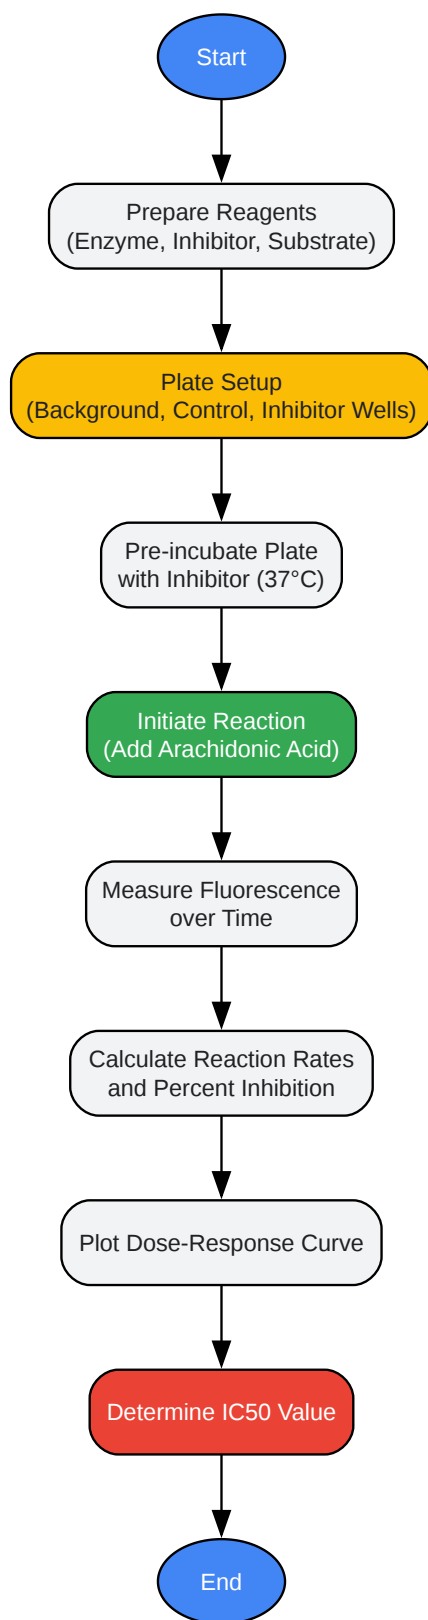 Start
Prepare Reagents
(Enzyme, Inhibitor, Substrate)
Plate Setup
(Background, Control, Inhibitor Wells)
Pre-incubate Plate
with Inhibitor (37°C)
Initiate Reaction
(Add Arachidonic Acid)
Measure Fluorescence
over Time
Calculate Reaction Rates
and Percent Inhibition
Plot Dose-Response Curve
Determine IC50 Value
End